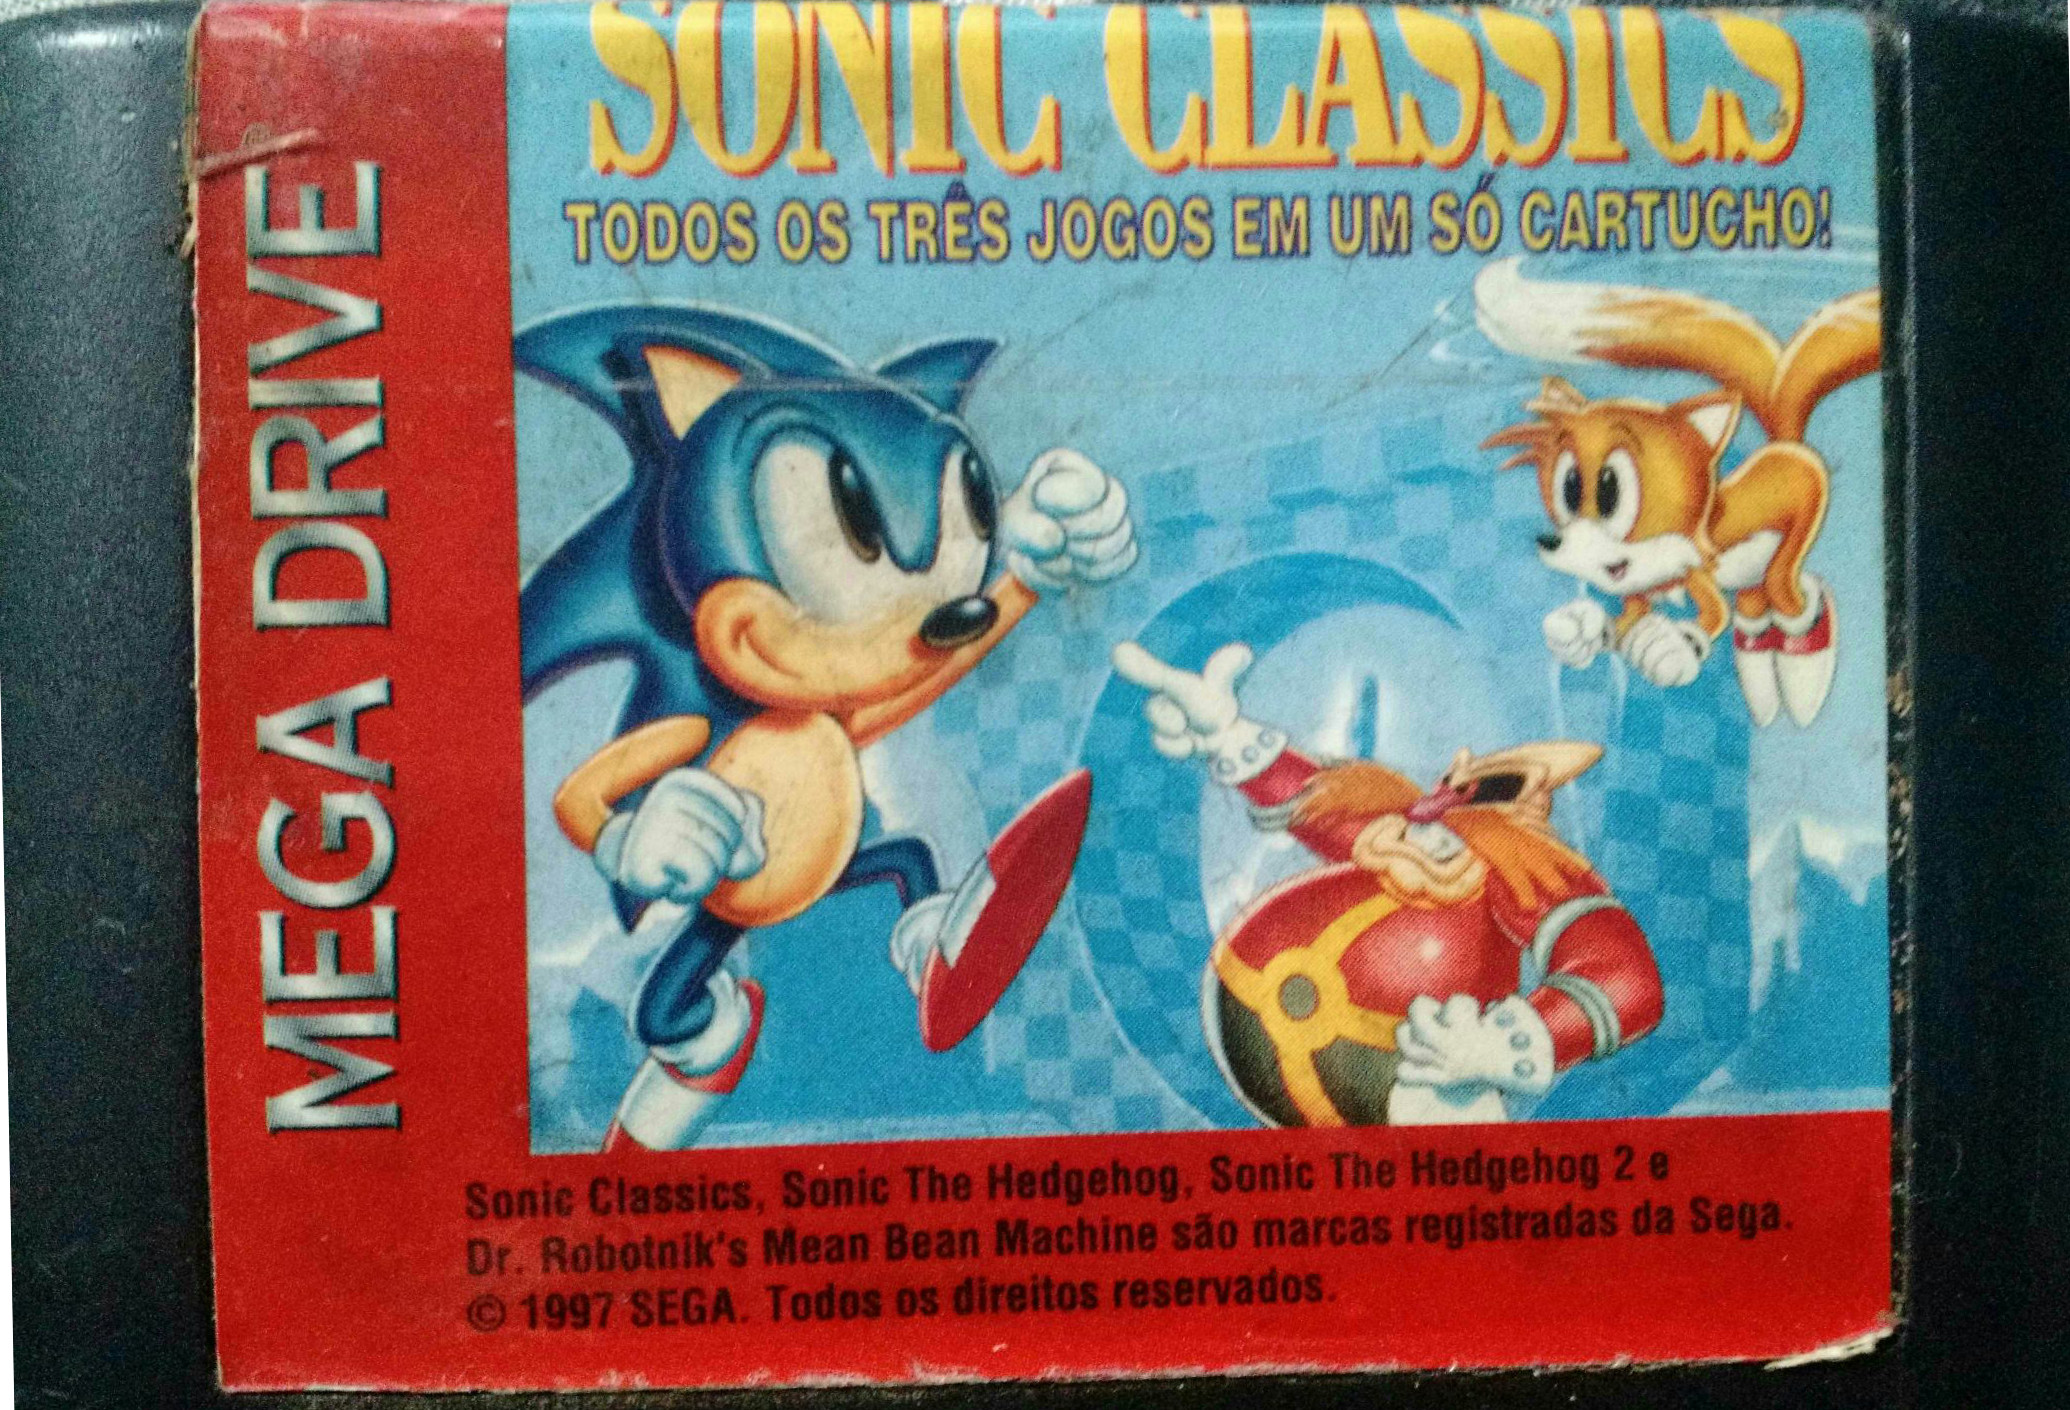 SONIC CLASSICS
TODOS OS TRÊS JOGOS EM UM SÓ CARTUCHO!
MEGA DRIVE
Sonic Classics, Sonic The Hedgehog, Sonic The Hedgehog 2 e
Dr. Robotnik's Mean Bean Machine são marcas registradas da Sega.
© 1997 SEGA. Todos os direitos reservados.